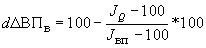 dΔВП_В = 100 − (J_Q − 100) / (J_ВП − 100) *100